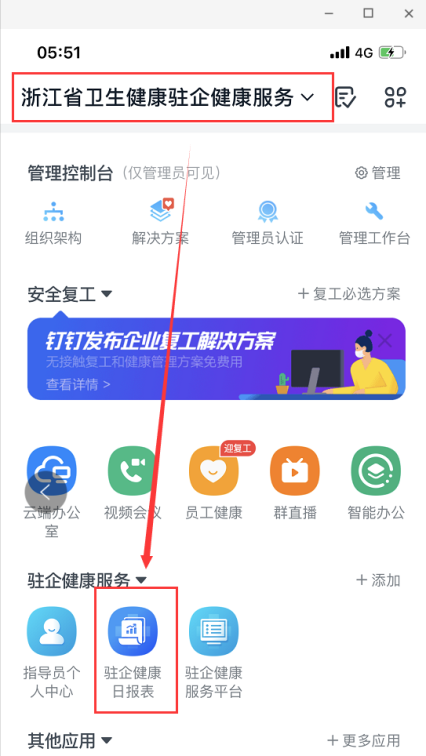 05:51
4G
浙江省卫生健康驻企健康服务
管理控制台 (仅管理员可见)
管理
组织架构
解决方案
管理员认证
管理工作台
安全复工
+ 复工必选方案
钉钉发布企业复工解决方案
无接触复工和健康管理方案免费用
查看详情 >
迎复工
云端办公室
视频会议
员工健康
群直播
智能办公
驻企健康服务
+ 添加
指导员个
人中心
驻企健康
日报表
驻企健康
服务平台
其他应用
+ 更多应用